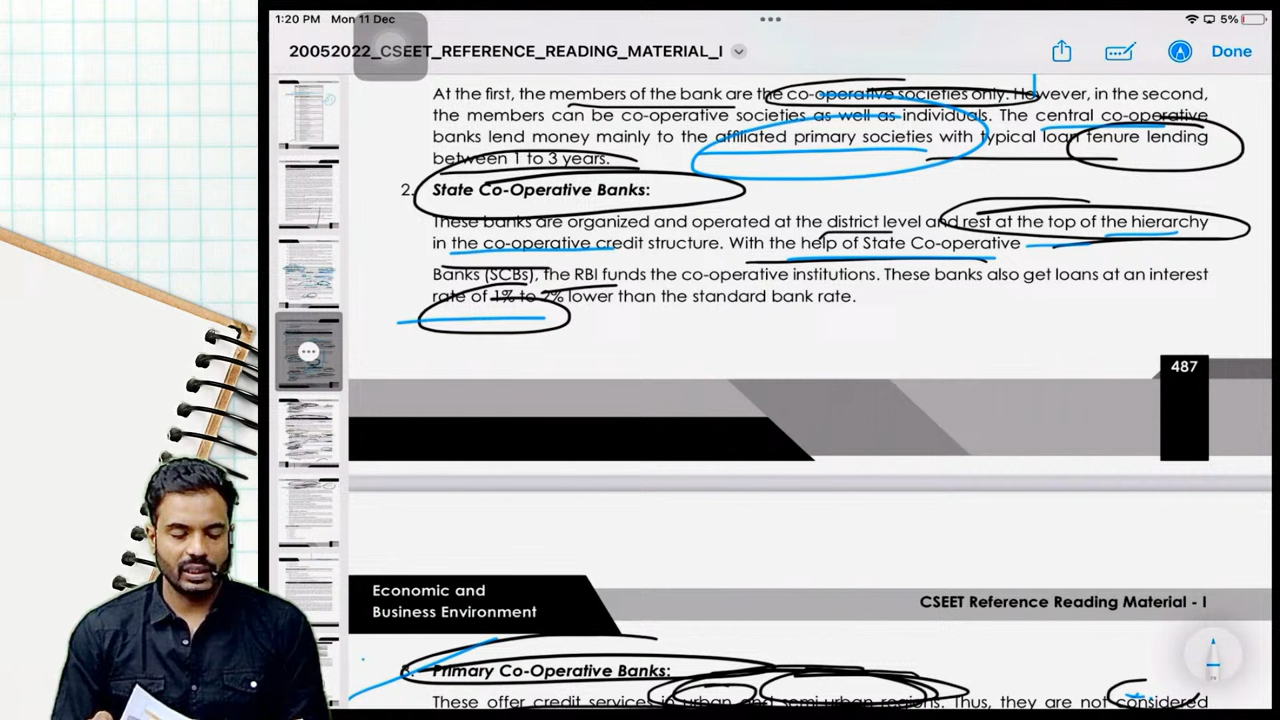 1:20 PM Mon 11 Dec
5%
20052022_CSEET_REFERENCE_READING_MATERIAL_I
Done
At the first, the members of the bank are the co-operative societies only. However, in the second,
the members can be co-operative societies as well as individuals. The central co-operative
bank lend money mainly to the affiliated primary societies with typical loan tenure tending
between 1 to 3 years.
2. State Co-Operative Banks:
These banks are organized and operated at the district level and rest at the top of the hierarchy
in the co-operative credit structure. With the help of State Co-operative
Banks (SCBs), the RBI funds the co-operative institutions. These banks also get loans at an interest
rate of 1% to 2% lower than the standard bank rate.
487
Economic and
Business Environment
CSEET Reference Reading Material - I
Primary Co-Operative Banks:
These offer credit services in urban and semi-urban regions. Thus, they are not considered